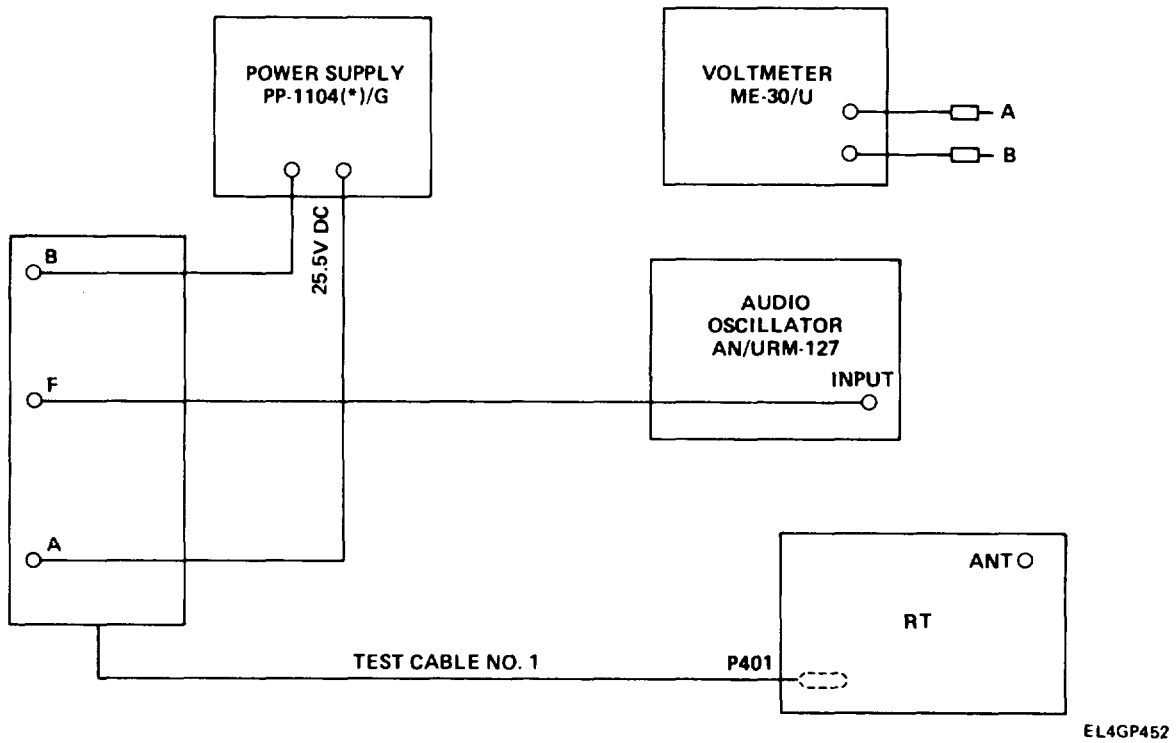 POWER SUPPLY
PP-1104(*)/G
VOLTMETER
ME-30/U
A
B
25.5V DC
B
AUDIO
OSCILLATOR
AN/URM-127
INPUT
F
A
ANT
RT
TEST CABLE NO. 1
P401
EL4GP452